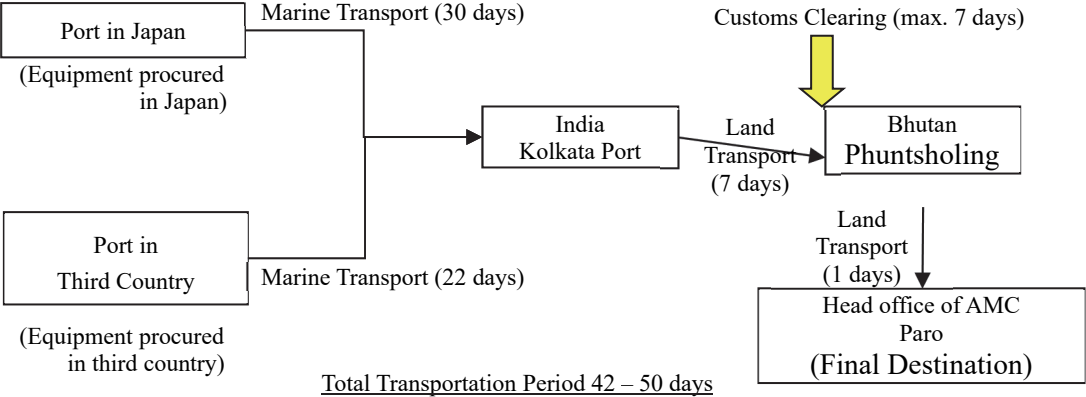 Port in Japan
(Equipment procured
in Japan)
Marine Transport (30 days)
Customs Clearing (max. 7 days)
India
Kolkata Port
Land
Transport
(7 days)
Bhutan
Phuntsholing
Port in
Third Country
(Equipment procured
in third country)
Marine Transport (22 days)
Land
Transport
(1 days)
Head office of AMC
Paro
(Final Destination)
Total Transportation Period 42 – 50 days